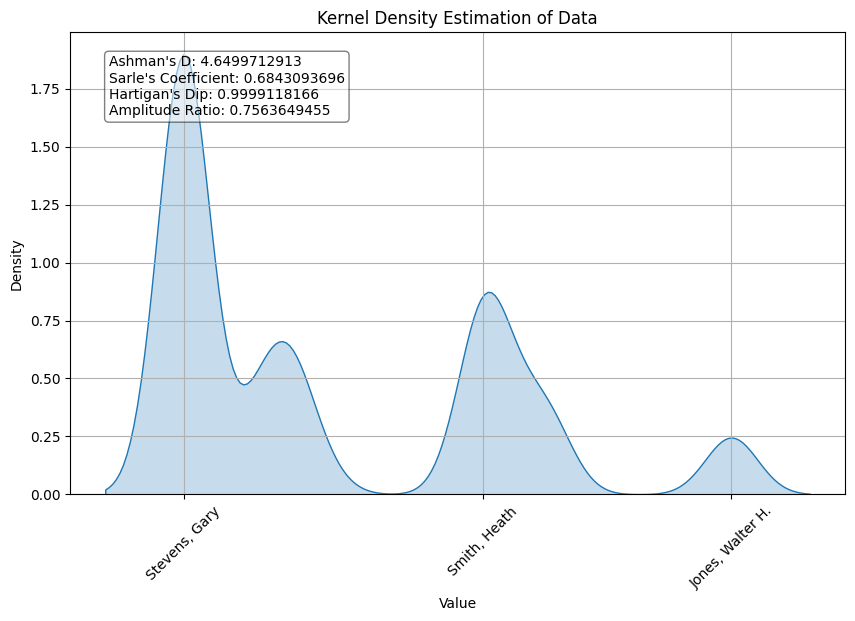 Kernel Density Estimation of Data
Ashman's D: 4.6499712913
Sarle's Coefficient: 0.6843093696
Hartigan's Dip: 0.9999118166
Amplitude Ratio: 0.7563649455
1.75
1.50
1.25
1.00
0.75
0.50
0.25
0.00
Density
Stevens, Gary
Smith, Heath
Jones, Walter H.
Value